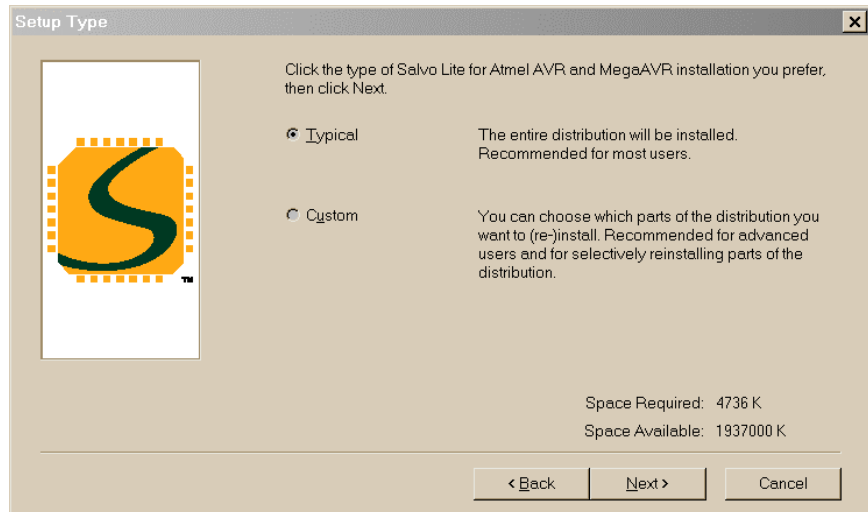 Setup Type
Click the type of Salvo Lite for Atmel AVR and MegaAVR installation you prefer,
then click Next.
Typical
The entire distribution will be installed.
Recommended for most users.
Custom
You can choose which parts of the distribution you
want to (re-)install. Recommended for advanced
users and for selectively reinstalling parts of the
distribution.
TM
Space Required: 4736 K
Space Available: 1937000 K
< Back
Next >
Cancel